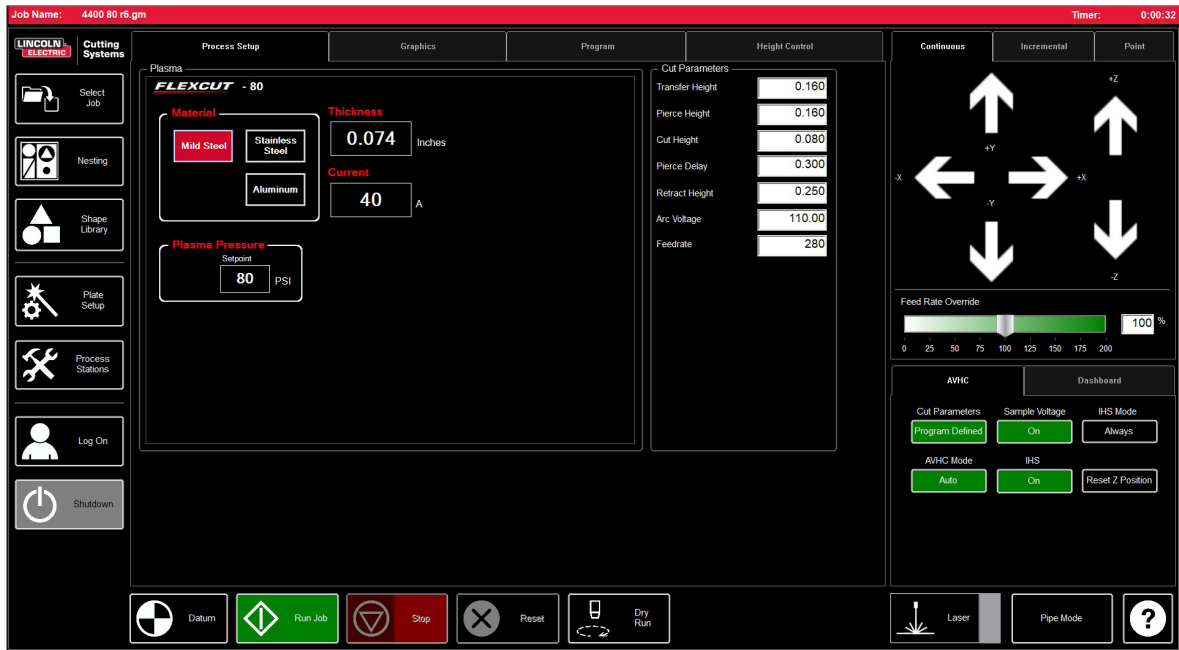 Job Name: 4400 80 r6.gm
Timer: 0:00:32
LINCOLN
ELECTRIC
Cutting
Systems
Select
Job
Nesting
Shape
Library
Plate
Setup
Process
Stations
Log On
Shutdown
Process Setup
Graphics
Program
Height Control
Plasma
FLEXCUT - 80
Material
Mild Steel
Stainless
Steel
Aluminum
Thickness
0.074 Inches
Current
40 A
Plasma Pressure
Setpoint
80 PSI
Cut Parameters
Transfer Height 0.160
Pierce Height 0.160
Cut Height 0.080
Pierce Delay 0.300
Retract Height 0.250
Arc Voltage 110.00
Feedrate 280
Continuous
Incremental
Point
+Z
+Y
-X
+X
-Y
-Z
Feed Rate Override
100 %
0 25 50 75 100 125 150 175 200
AVHC
Dashboard
Cut Parameters
Sample Voltage
IHS Mode
Program Defined
On
Always
AVHC Mode
IHS
Auto
On
Reset Z Position
Datum
Run Job
Stop
Reset
Dry
Run
Laser
Pipe Mode
?